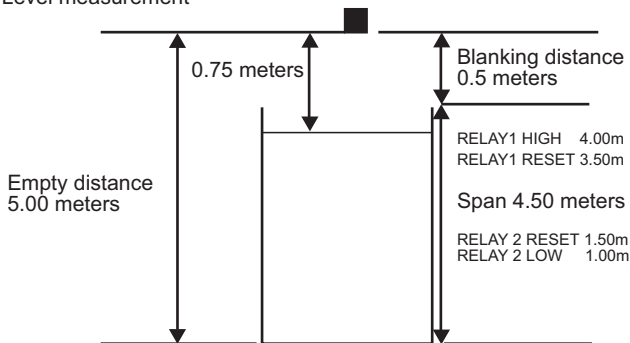 Level measurement
0.75 meters
Blanking distance
0.5 meters
RELAY1 HIGH 4.00m
RELAY1 RESET 3.50m
Empty distance
5.00 meters
Span 4.50 meters
RELAY 2 RESET 1.50m
RELAY 2 LOW 1.00m